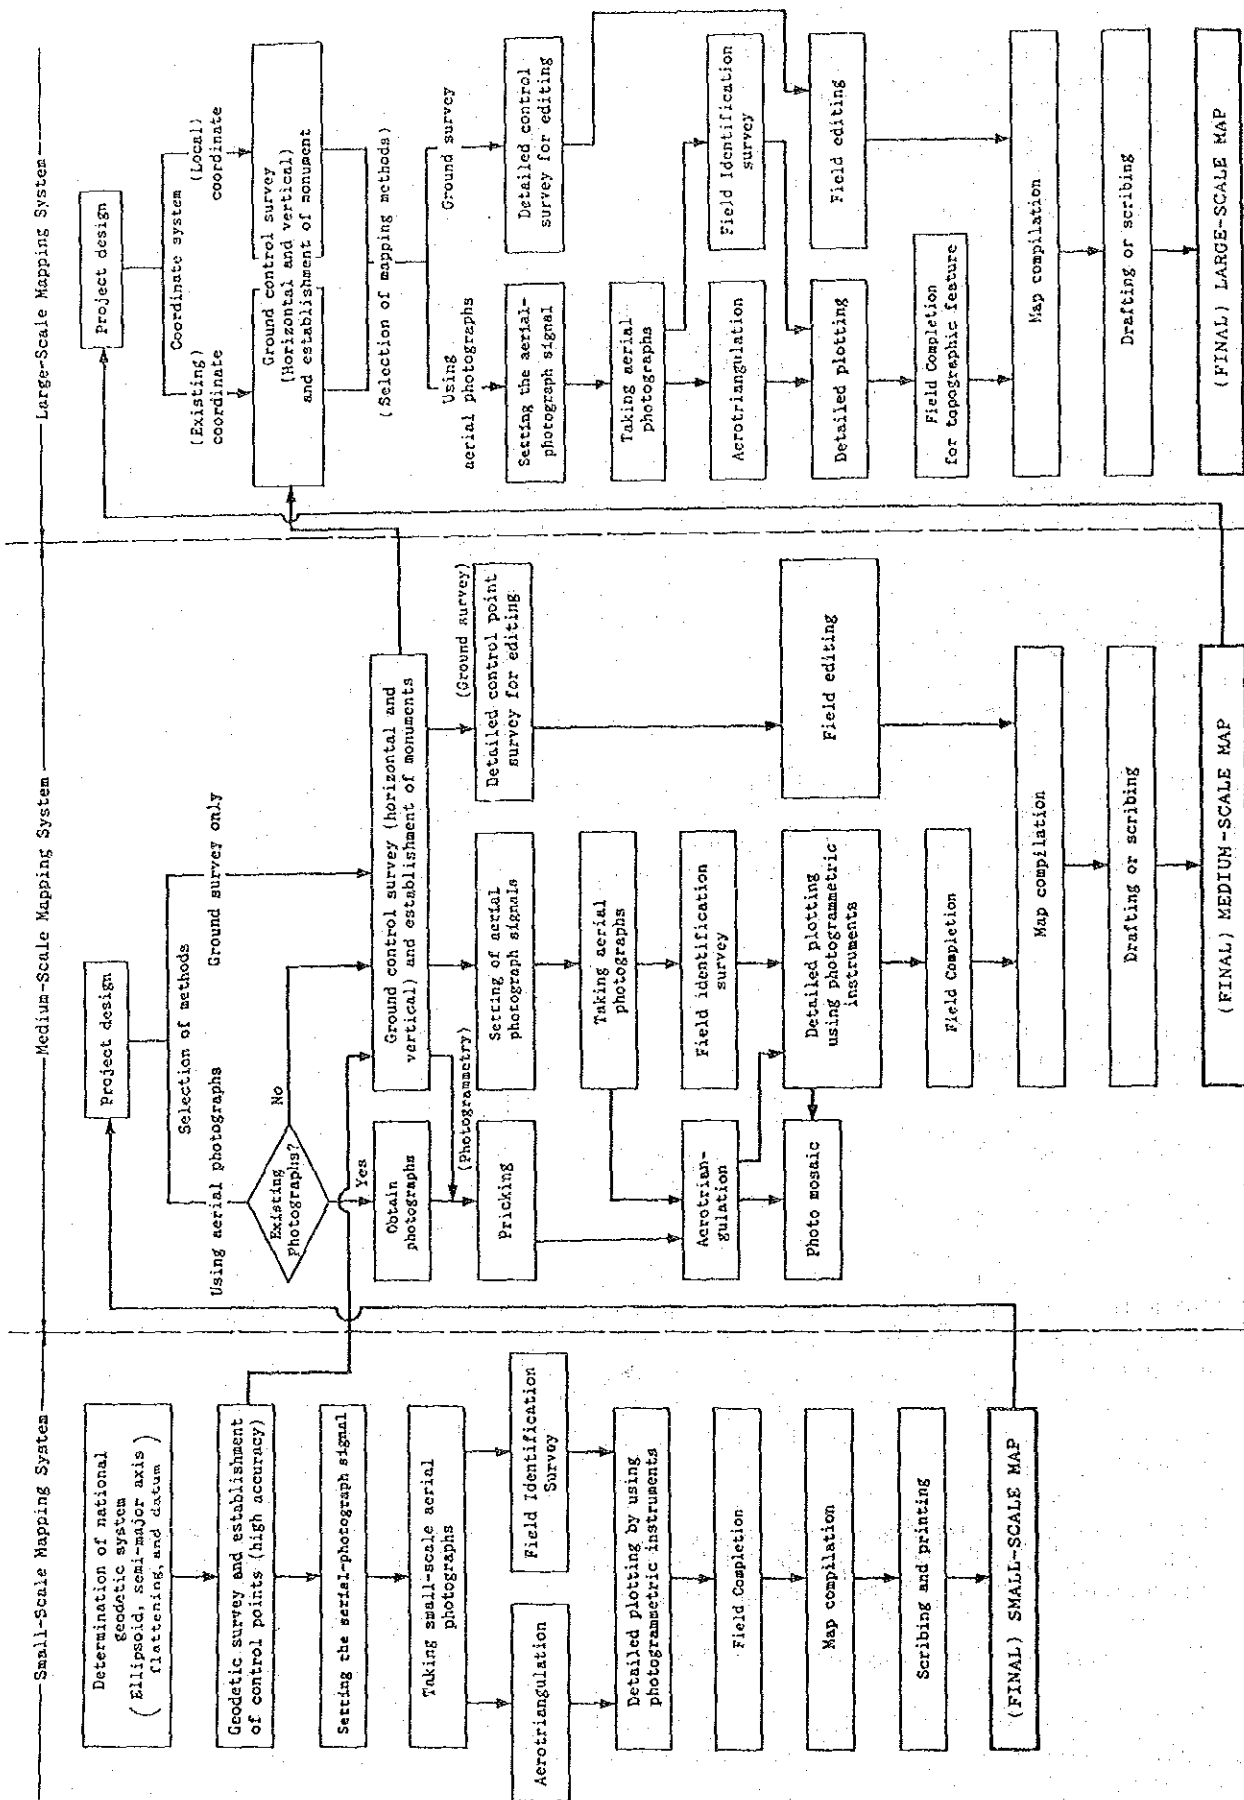 Small-Scale Mapping System
Determination of national
geodetic system
( Ellipsoid, semi-major axis )
flattening, and datum
Geodetic survey and establishment
of control points (high accuracy)
Setting the aerial-photograph signal
Taking small-scale aerial
photographs
Aerotriangulation
Field Identification
Survey
Detailed plotting by using
photogrammetric instruments
Field Completion
Map compilation
Scribing and printing
(FINAL) SMALL-SCALE MAP
Medium-Scale Mapping System
Project design
Selection of methods
Using aerial photographs
Ground survey only
Existing
Photographs?
No
Yes
Obtain
photographs
Ground control survey (horizontal and
vertical) and establishment of monuments
(Photogrammetry)
(Ground survey)
Pricking
Setting of aerial
photograph signals
Detailed control point
survey for editing
Taking aerial
photographs
Aerotrian-
gulation
Field identification
survey
Photo mosaic
Detailed plotting
using photogrammetric
instruments
Field editing
Field Completion
Map compilation
Drafting or scribing
(FINAL) MEDIUM-SCALE MAP
Large-Scale Mapping System
Project design
Coordinate system
(Existing)
coordinate
(Local)
coordinate
Ground control survey
(Horizontal and vertical)
and establishment of monument
(Selection of mapping methods)
Using
aerial photographs
Ground survey
Setting the aerial-
photograph signal
Detailed control
survey for editing
Taking aerial
photographs
Aerotriangulation
Field Identification
survey
Detailed plotting
Field editing
Field Completion
for topographic feature
Map compilation
Drafting or scribing
(FINAL) LARGE-SCALE MAP